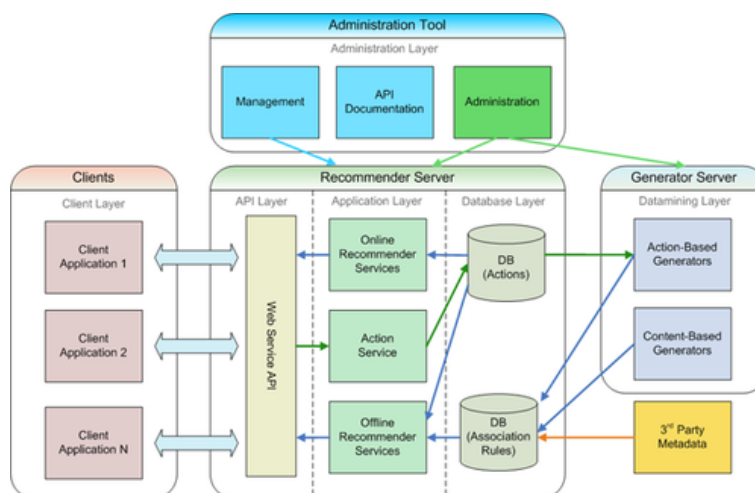 Administration Tool
Administration Layer
Management
API
Documentation
Administration
Clients
Client Layer
Client
Application 1
Client
Application 2
Client
Application N
Recommender Server
API Layer
Application Layer
Database Layer
Web Service API
Online
Recommender
Services
Action
Service
Offline
Recommender
Services
DB
(Actions)
DB
(Association
Rules)
Generator Server
Datamining Layer
Action-Based
Generators
Content-Based
Generators
3rd Party
Metadata